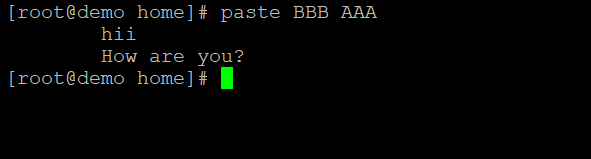 [root@demo home]# paste BBB AAA
hii
How are you?
[root@demo home]#